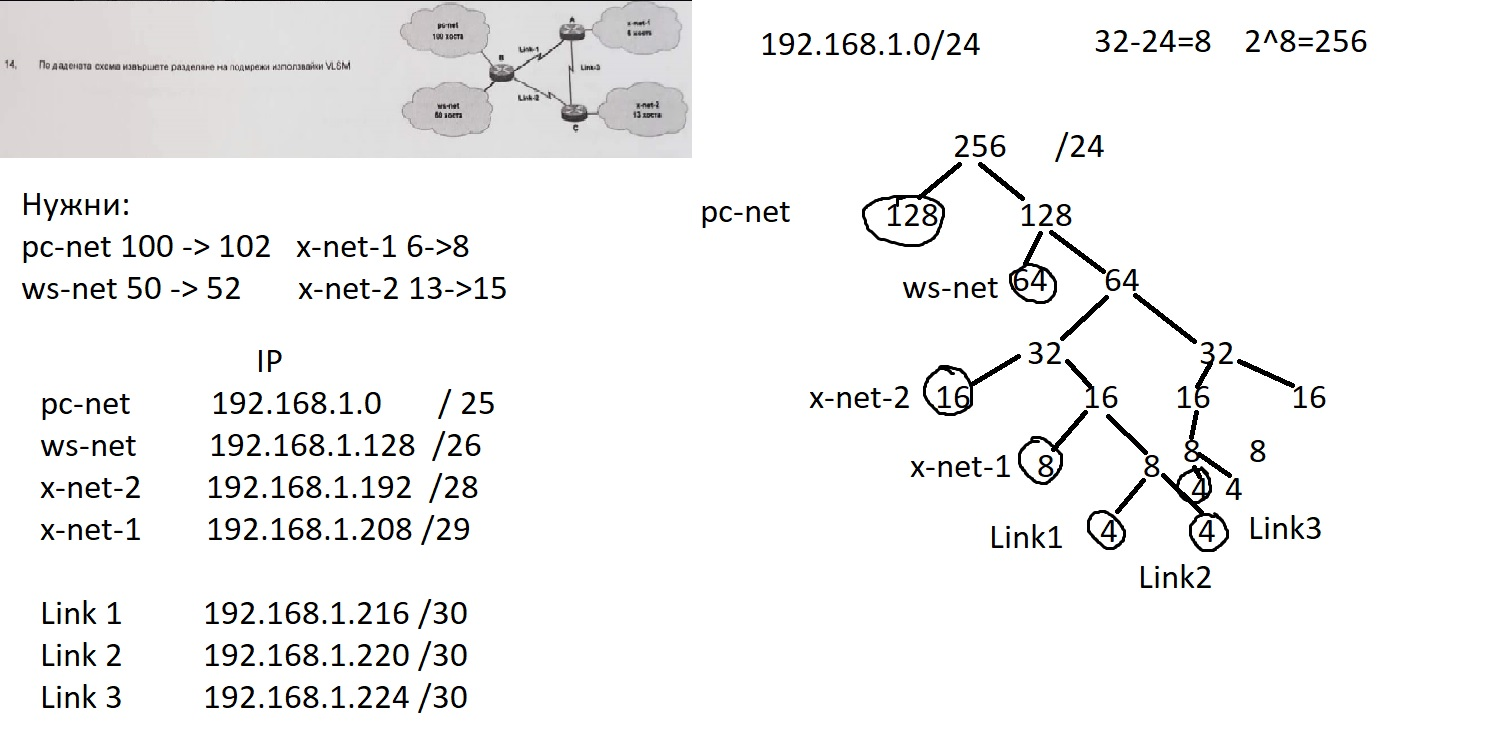 14. По дадената схема извършете разделяне на подмрежи използвайки VLSM
pc-net
100 хоста
A
x-net-1
6 хоста
Link-1
B
Link-3
Link-2
ws-net
хоста
x-net-2
13 хоста
C
Нужни:
pc-net 100 -> 102 x-net-1 6->8
ws-net 50 -> 52 x-net-2 13->15
IP
pc-net 192.168.1.0 / 25
ws-net 192.168.1.128 /26
x-net-2 192.168.1.192 /28
x-net-1 192.168.1.208 /29
Link 1 192.168.1.216 /30
Link 2 192.168.1.220 /30
Link 3 192.168.1.224 /30
192.168.1.0/24 32-24=8 2^8=256
256 /24
pc-net 128 128
ws-net 64 64
32 32
x-net-2 16 16 16 16
x-net-1 8 8 8 8
4 4
Link1 4 4 Link3
Link2